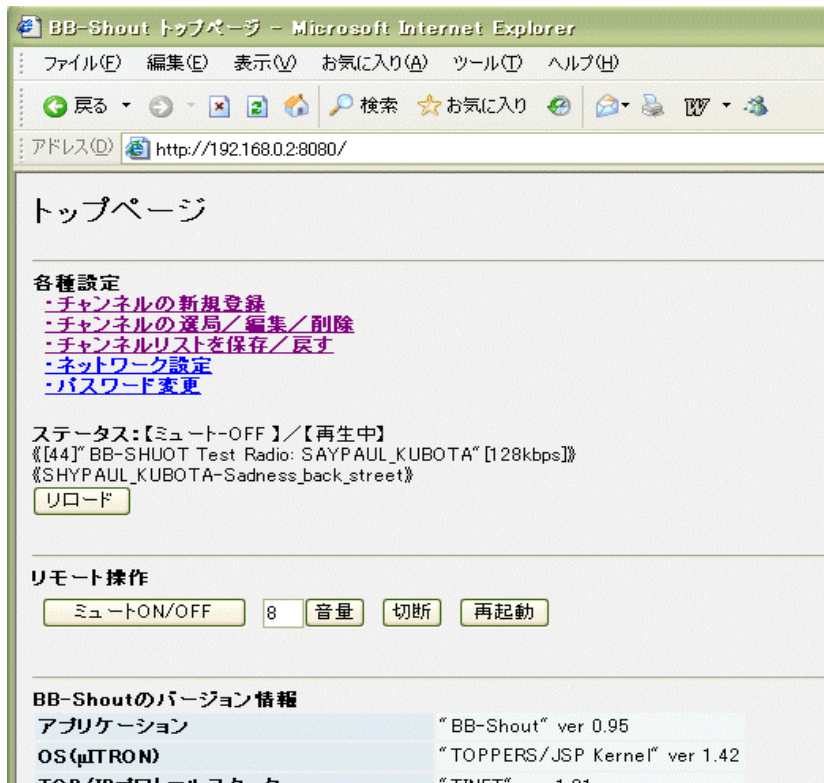 BB-Shout トップページ - Microsoft Internet Explorer
ファイル(F) 編集(E) 表示(V) お気に入り(A) ツール(T) ヘルプ(H)
戻る 検索 お気に入り
アドレス(D) http://192.168.0.2:8080/
トップページ
各種設定
・チャンネルの新規登録
・チャンネルの選局／編集／削除
・チャンネルリストを保存／戻す
・ネットワーク設定
・パスワード変更
ステータス:【ミュート-OFF】／【再生中】
《[44]"BB-SHUOT Test Radio: SAYPAUL_KUBOTA"[128kbps]》
《SHYPAUL_KUBOTA-Sadness_back_street》
リロード
リモート操作
ミュートON/OFF 8 音量 切断 再起動
BB-Shoutのバージョン情報
アプリケーション "BB-Shout" ver 0.95
OS(μITRON) "TOPPERS/JSP Kernel" ver 1.42